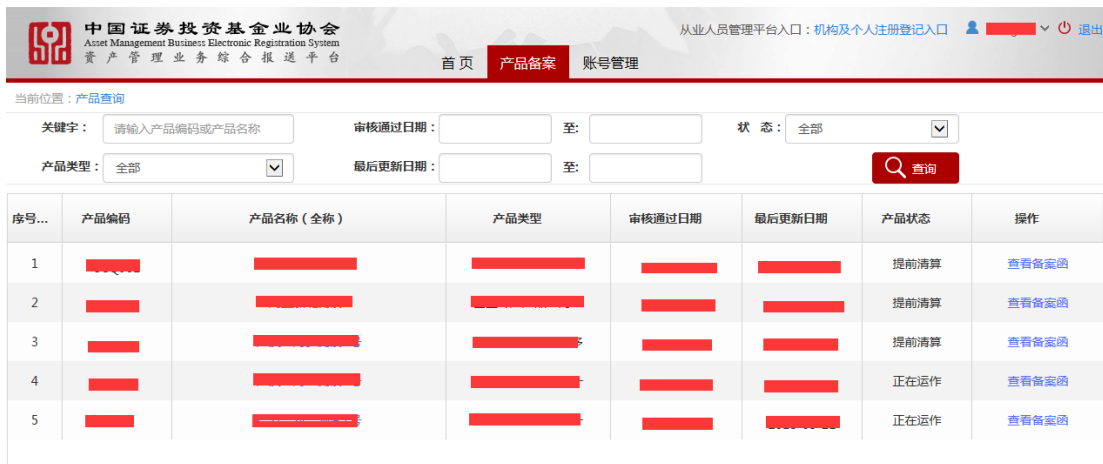 中国证券投资基金业协会
Asset Management Business Electronic Registration System
资产管理业务综合报送平台
从业人员管理平台入口：机构及个人注册登记入口 退出
首页 产品备案 账号管理
当前位置：产品查询
关键字： 请输入产品编码或产品名称 审核通过日期： 至: 状 态： 全部
产品类型： 全部 最后更新日期： 至: 查询
序号... 产品编码 产品名称（全称） 产品类型 审核通过日期 最后更新日期 产品状态 操作
1 提前清算 查看备案函
2 提前清算 查看备案函
3 提前清算 查看备案函
4 正在运作 查看备案函
5 正在运作 查看备案函